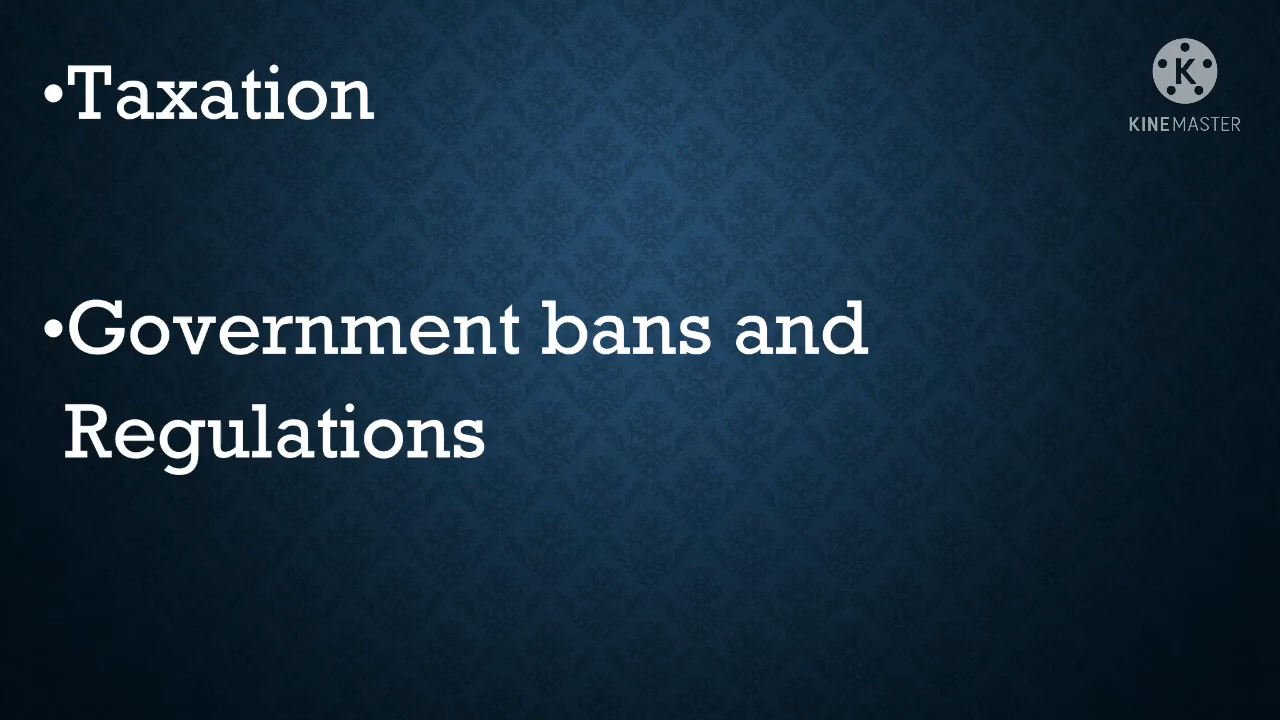 •Taxation
K
KINEMASTER
•Government bans and
Regulations